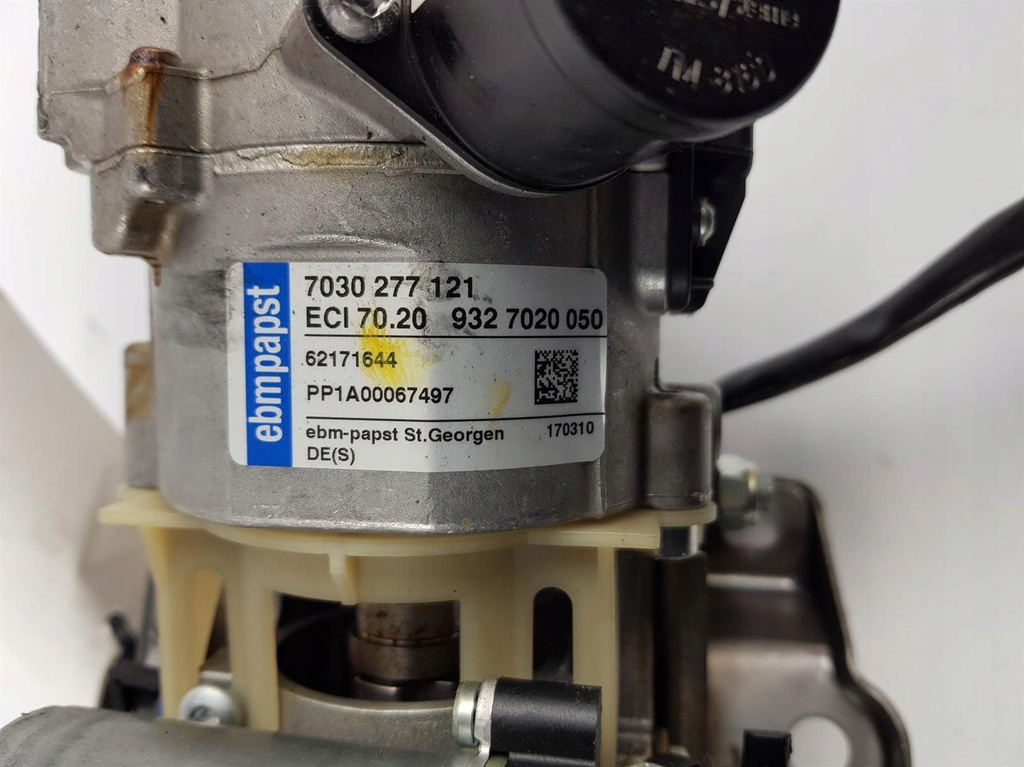 ebmpapst
7030 277 121
ECI 70.20 932 7020 050
62171644
PP1A00067497
ebm-papst St.Georgen 170310
DE(S)